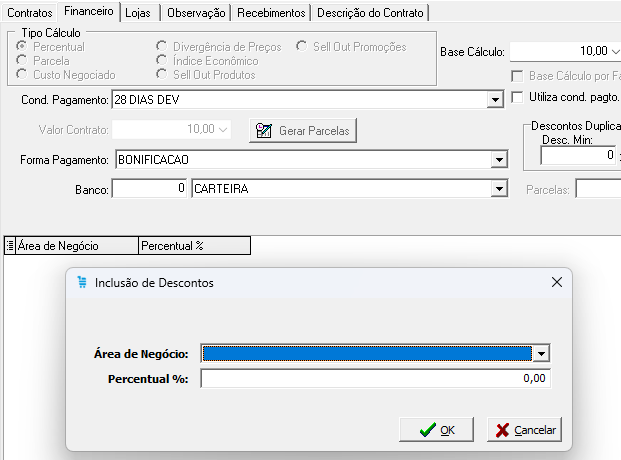 Contratos Financeiro Lojas Observação Recebimentos Descrição do Contrato
Tipo Cálculo
Percentual Divergência de Preços Sell Out Promoções
Parcela Índice Econômico
Custo Negociado Sell Out Produtos
Base Cálculo: 10,00
Base Cálculo por Fa
Cond. Pagamento: 28 DIAS DEV Utiliza cond. pagto.
Valor Contrato: 10,00 Gerar Parcelas
Descontos Duplica
Desc. Min:
0
Forma Pagamento: BONIFICACAO
Banco: 0 CARTEIRA Parcelas:
Área de Negócio Percentual %
Inclusão de Descontos
Área de Negócio:
Percentual %: 0,00
OK Cancelar